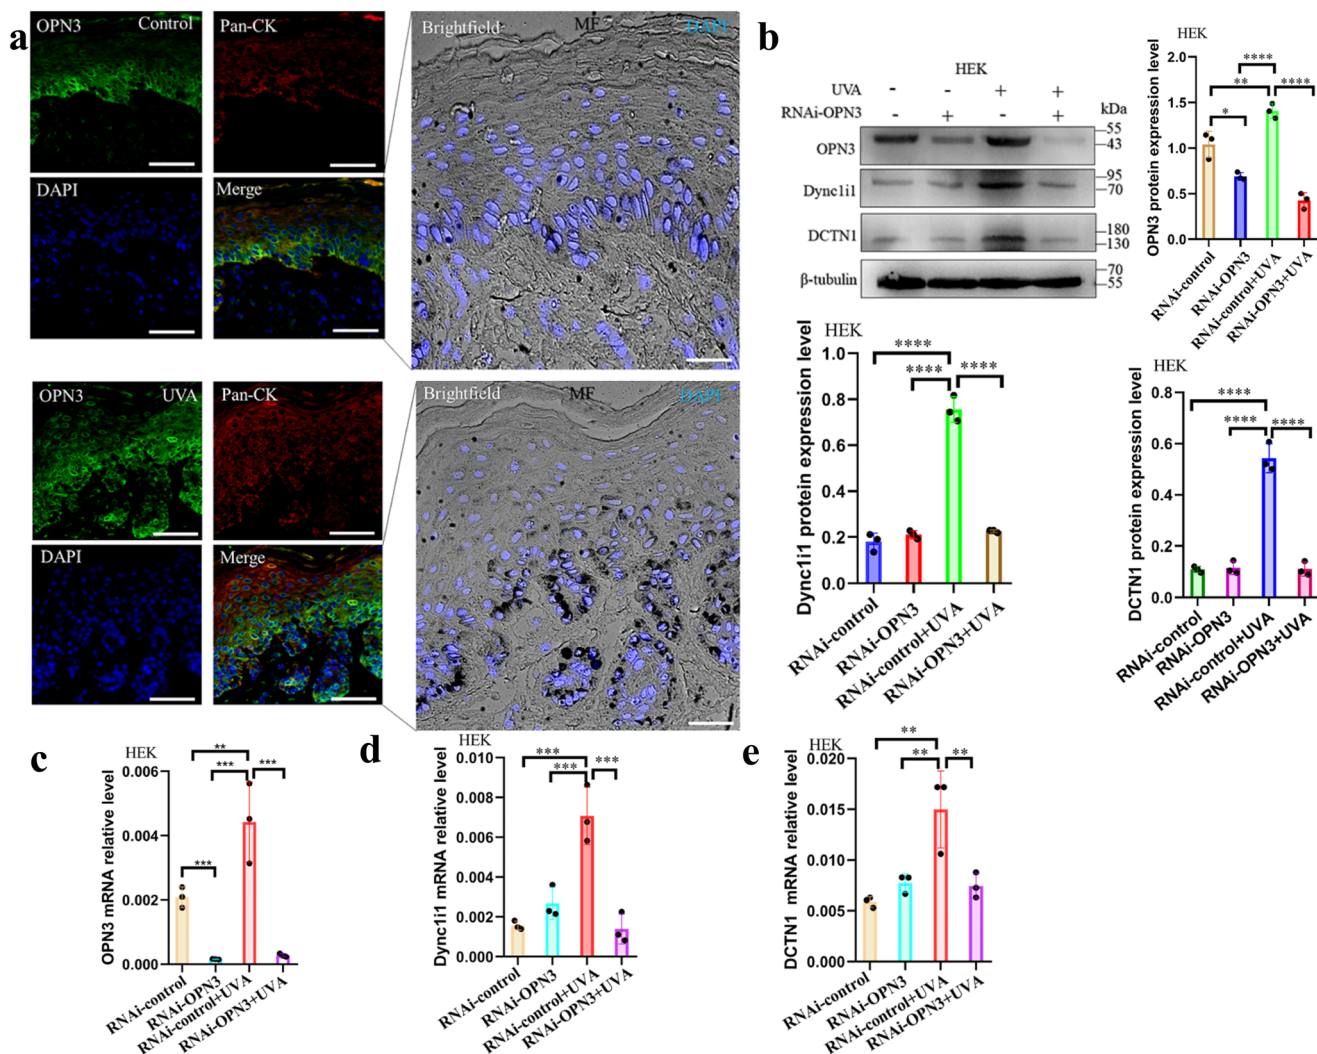 a
OPN3 Control
Pan-CK
DAPI
Merge
Brightfield MF DAPI
OPN3 UVA
Pan-CK
DAPI
Merge
Brightfield MF DAPI
b
HEK
UVA - - + +
RNAi-OPN3 - + - + kDa
OPN3
55
43
Dync1i1
95
70
DCTN1
180
130
β-tubulin
70
55
HEK
OPN3 protein expression level
2.0
1.5
1.0
0.5
0.0
** **** ****
*
RNAi-control
RNAi-OPN3
RNAi-control+UVA
RNAi-OPN3+UVA
HEK
Dync1i1 protein expression level
1.0
0.8
0.6
0.4
0.2
0.0
****
**** ****
RNAi-control
RNAi-OPN3
RNAi-control+UVA
RNAi-OPN3+UVA
HEK
DCTN1 protein expression level
0.8
0.6
0.4
0.2
0.0
****
**** ****
RNAi-control
RNAi-OPN3
RNAi-control+UVA
RNAi-OPN3+UVA
c
HEK
OPN3 mRNA relative level
0.006
0.004
0.002
0.000
**
*** ***
***
RNAi-control
RNAi-OPN3
RNAi-control+UVA
RNAi-OPN3+UVA
d
HEK
Dync1i1 mRNA relative level
0.010
0.008
0.006
0.004
0.002
0.000
***
*** ***
RNAi-control
RNAi-OPN3
RNAi-control+UVA
RNAi-OPN3+UVA
e
HEK
DCTN1 mRNA relative level
0.020
0.015
0.010
0.005
0.000
**
** **
RNAi-control
RNAi-OPN3
RNAi-control+UVA
RNAi-OPN3+UVA